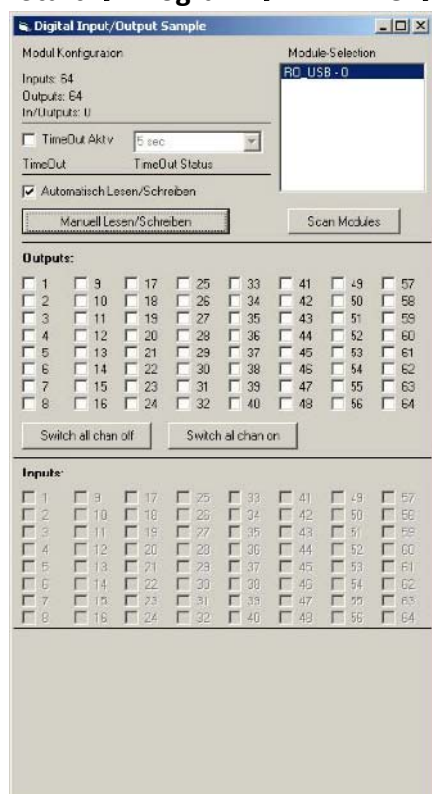 Digital Input/Output Sample
Modul Konfiguraion
Module-Selection
RO_USB - 0
Inputs: 64
Outputs: 64
In/Outputs: 0
TimeOut Aktv
5 sec
TimeOut
TimeOut Status
Automatisch Lesen/Schreiben
Manuell Lesen/Schreiben
Scan Modules
Outputs:
1 9 17 25 33 41 49 57
2 10 18 26 34 42 50 58
3 11 19 27 35 43 51 59
4 12 20 28 36 44 52 60
5 13 21 29 37 45 53 61
6 14 22 30 38 46 54 62
7 15 23 31 39 47 55 63
8 16 24 32 40 48 56 64
Switch all chan off
Switch al chan on
Inputs:
1 9 17 25 33 41 49 57
2 10 18 26 34 42 50 58
3 11 19 27 35 43 51 59
4 12 20 28 36 44 52 60
5 13 21 29 37 45 53 61
6 14 22 30 38 46 54 62
7 15 23 31 39 47 55 63
8 16 24 32 40 48 56 64